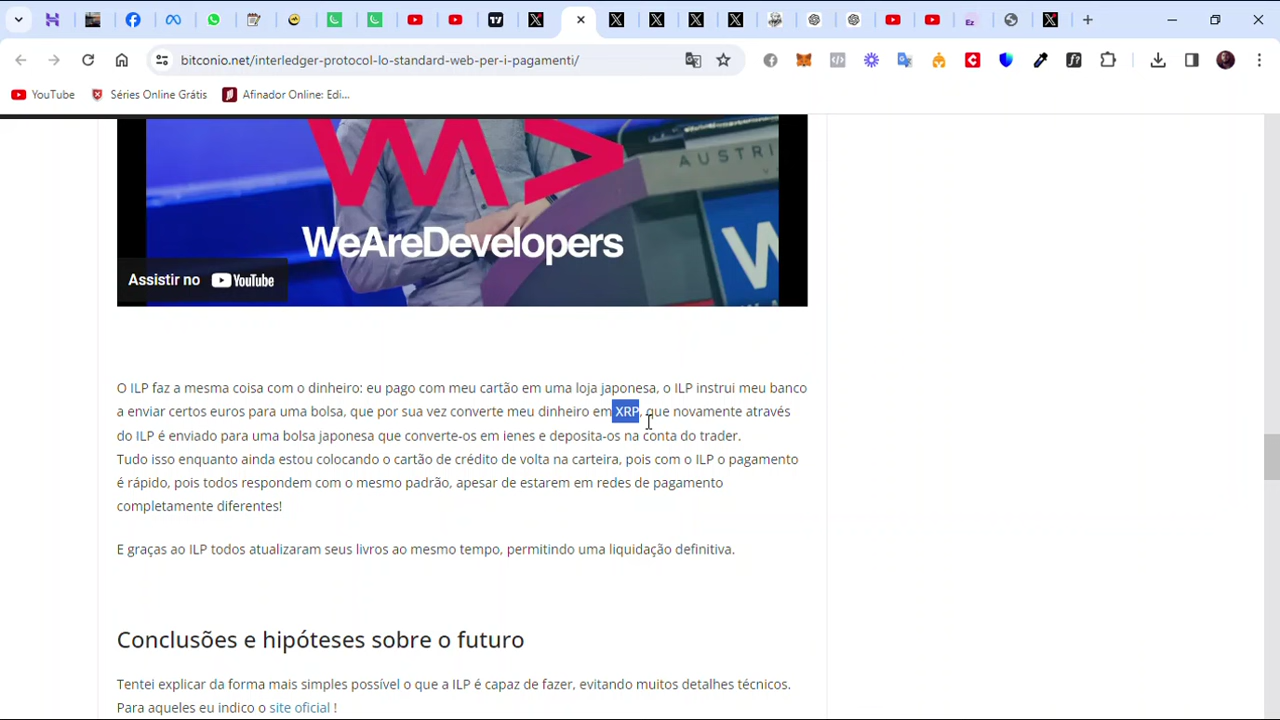 bitconio.net/interledger-protocol-lo-standard-web-per-i-pagamenti/
YouTube
Séries Online Grátis
Afinador Online: Edi...
AUSTRI
WeAreDevelopers
Assistir no YouTube
O ILP faz a mesma coisa com o dinheiro: eu pago com meu cartão em uma loja japonesa, o ILP instrui meu banco
a enviar certos euros para uma bolsa, que por sua vez converte meu dinheiro em XRP, que novamente através
do ILP é enviado para uma bolsa japonesa que converte-os em ienes e deposita-os na conta do trader.
Tudo isso enquanto ainda estou colocando o cartão de crédito de volta na carteira, pois com o ILP o pagamento
é rápido, pois todos respondem com o mesmo padrão, apesar de estarem em redes de pagamento
completamente diferentes!
E graças ao ILP todos atualizaram seus livros ao mesmo tempo, permitindo uma liquidação definitiva.
Conclusões e hipóteses sobre o futuro
Tentei explicar da forma mais simples possível o que a ILP é capaz de fazer, evitando muitos detalhes técnicos.
Para aqueles eu indico o site oficial !